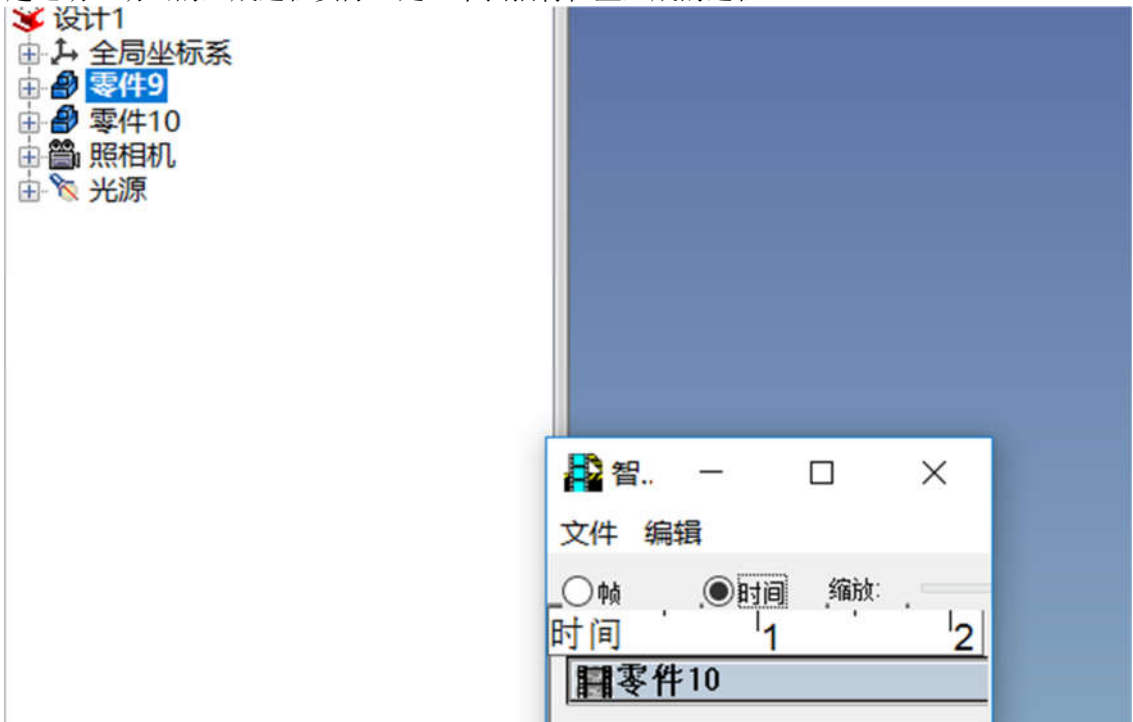 设计1
全局坐标系
零件9
零件10
照相机
光源
智..
文件 编辑
帧 时间 缩放:
时间 1 2
零件10